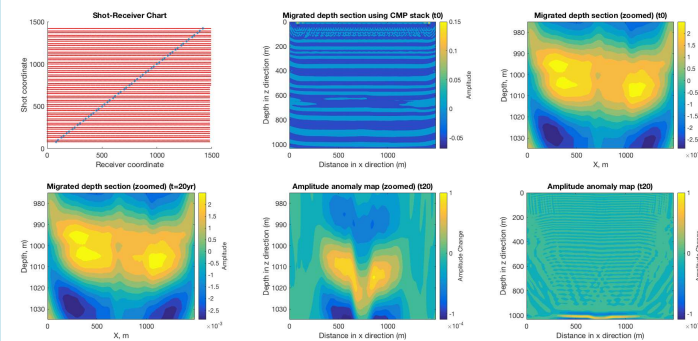 Shot-Receiver Chart
1500
1000
500
0
Shot coordinate
0 500 1000 1500
Receiver coordinate
Migrated depth section using CMP stack (t0)
0
200
400
600
800
1000
Depth in z direction (m)
0 500 1000
Distance in x direction (m)
0.15
0.1
0.05
0
-0.05
Amplitude
Migrated depth section (zoomed) (t0)
980
990
1000
1010
1020
1030
Depth, m
0 500 1000
X, m
2.5
2
1.5
1
0.5
0
-0.5
-1
-1.5
-2
-2.5
Migrated depth section (zoomed) (t=20yr)
980
990
1000
1010
1020
1030
Depth, m
0 500 1000
X, m
2
1.5
1
0.5
0
-0.5
-1
-1.5
-2
-2.5
×10⁻³
Amplitude
Amplitude anomaly map (zoomed) (t20)
980
990
1000
1010
1020
1030
Depth in z direction (m)
0 500 1000
Distance in x direction (m)
1
0
-1
×10⁻⁴
Amplitude Change
Amplitude anomaly map (t20)
0
200
400
600
800
1000
Depth in z direction (m)
0 500 1000
Distance in x direction (m)
1
0
-1